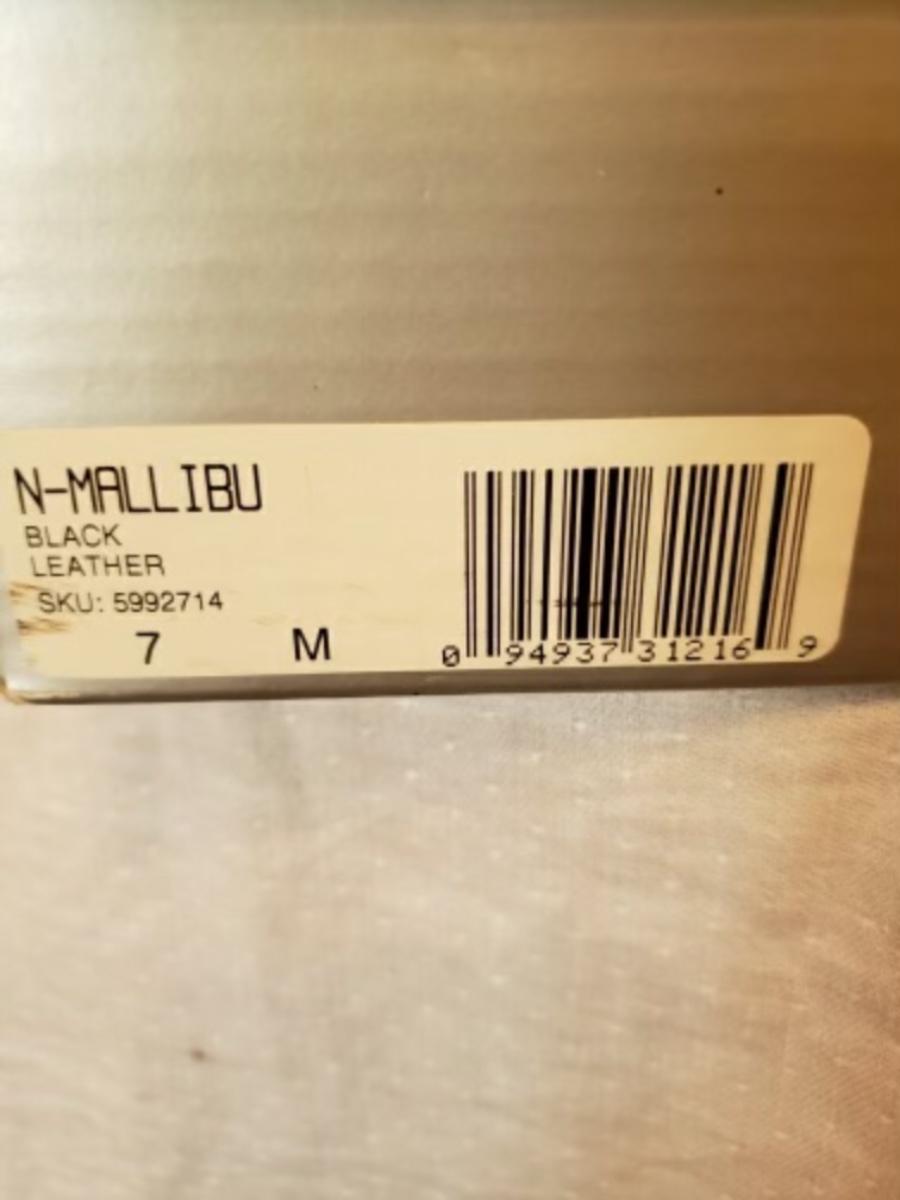 N-MALLIBU
BLACK
LEATHER
SKU: 5992714
7 M
0 94937 31216 9